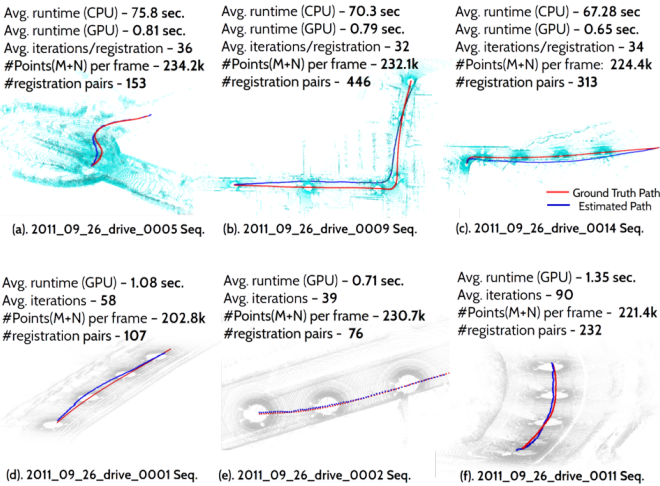 Avg. runtime (CPU) - 75.8 sec.
Avg. runtime (GPU) - 0.81 sec.
Avg. iterations/registration - 36
#Points(M+N) per frame - 234.2k
#registration pairs - 153
Avg. runtime (CPU) - 70.3 sec
Avg. runtime (GPU) - 0.79 sec.
Avg. iterations/registration - 32
#Points(M+N) per frame - 232.1k
#registration pairs - 446
Avg. runtime (CPU) - 67.28 sec
Avg. runtime (GPU) - 0.65 sec.
Avg. iterations/registration - 34
#Points(M+N) per frame: 224.4k
#registration pairs - 313
Ground Truth Path
Estimated Path
(a). 2011_09_26_drive_0005 Seq.
(b). 2011_09_26_drive_0009 Seq.
(c). 2011_09_26_drive_0014 Seq.
Avg. runtime (GPU) - 1.08 sec.
Avg. iterations - 58
#Points(M+N) per frame - 202.8k
#registration pairs - 107
Avg. runtime (GPU) - 0.71 sec.
Avg. iterations - 39
#Points(M+N) per frame - 230.7k
#registration pairs - 76
Avg. runtime (GPU) - 1.35 sec.
Avg. iterations - 90
#Points(M+N) per frame - 221.4k
#registration pairs - 232
(d). 2011_09_26_drive_0001 Seq.
(e). 2011_09_26_drive_0002 Seq.
(f). 2011_09_26_drive_0011 Seq.